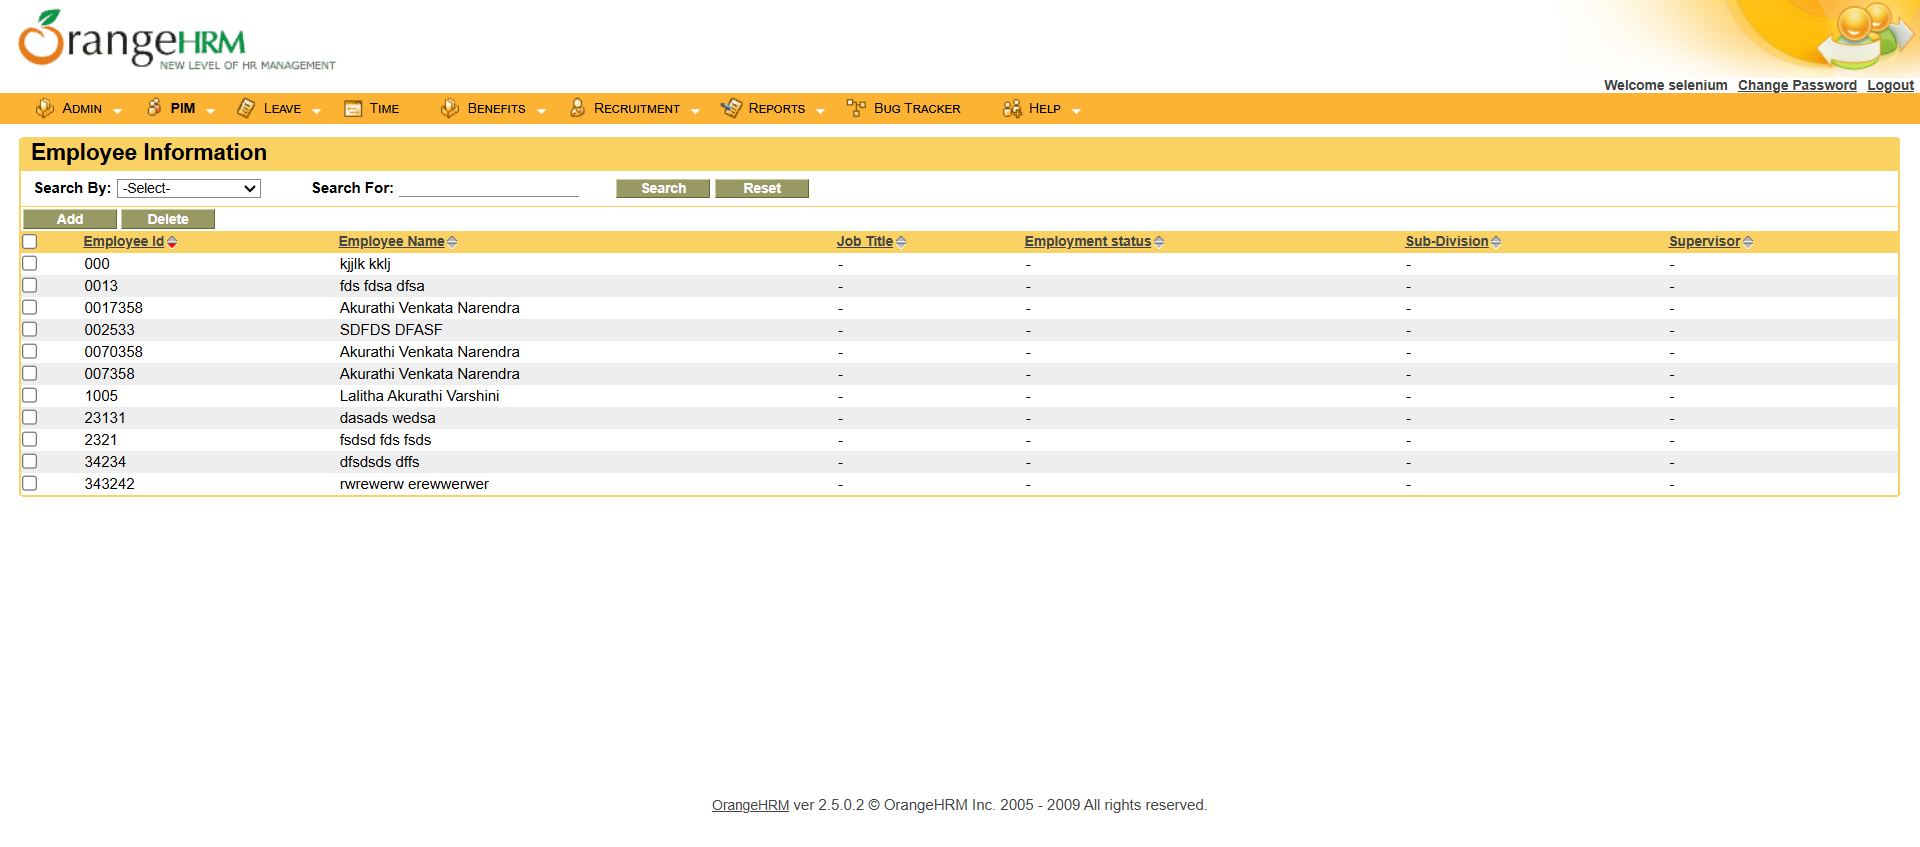 OrangeHRM
NEW LEVEL OF HR MANAGEMENT
Welcome selenium Change Password Logout
ADMIN PIM LEAVE TIME BENEFITS RECRUITMENT REPORTS BUG TRACKER HELP
Employee Information
Search By: -Select- Search For: Search Reset
Add Delete
Employee Id Employee Name Job Title Employment status Sub-Division Supervisor
000 kjjlk kklj - - - -
0013 fds fdsa dfsa - - - -
0017358 Akurathi Venkata Narendra - - - -
002533 SDFDS DFASF - - - -
0070358 Akurathi Venkata Narendra - - - -
007358 Akurathi Venkata Narendra - - - -
1005 Lalitha Akurathi Varshini - - - -
23131 dasads wedsa - - - -
2321 fsdsd fds fsds - - - -
34234 dfsdsds dffs - - - -
343242 rwrewerw erewwerwer - - - -
OrangeHRM ver 2.5.0.2 © OrangeHRM Inc. 2005 - 2009 All rights reserved.